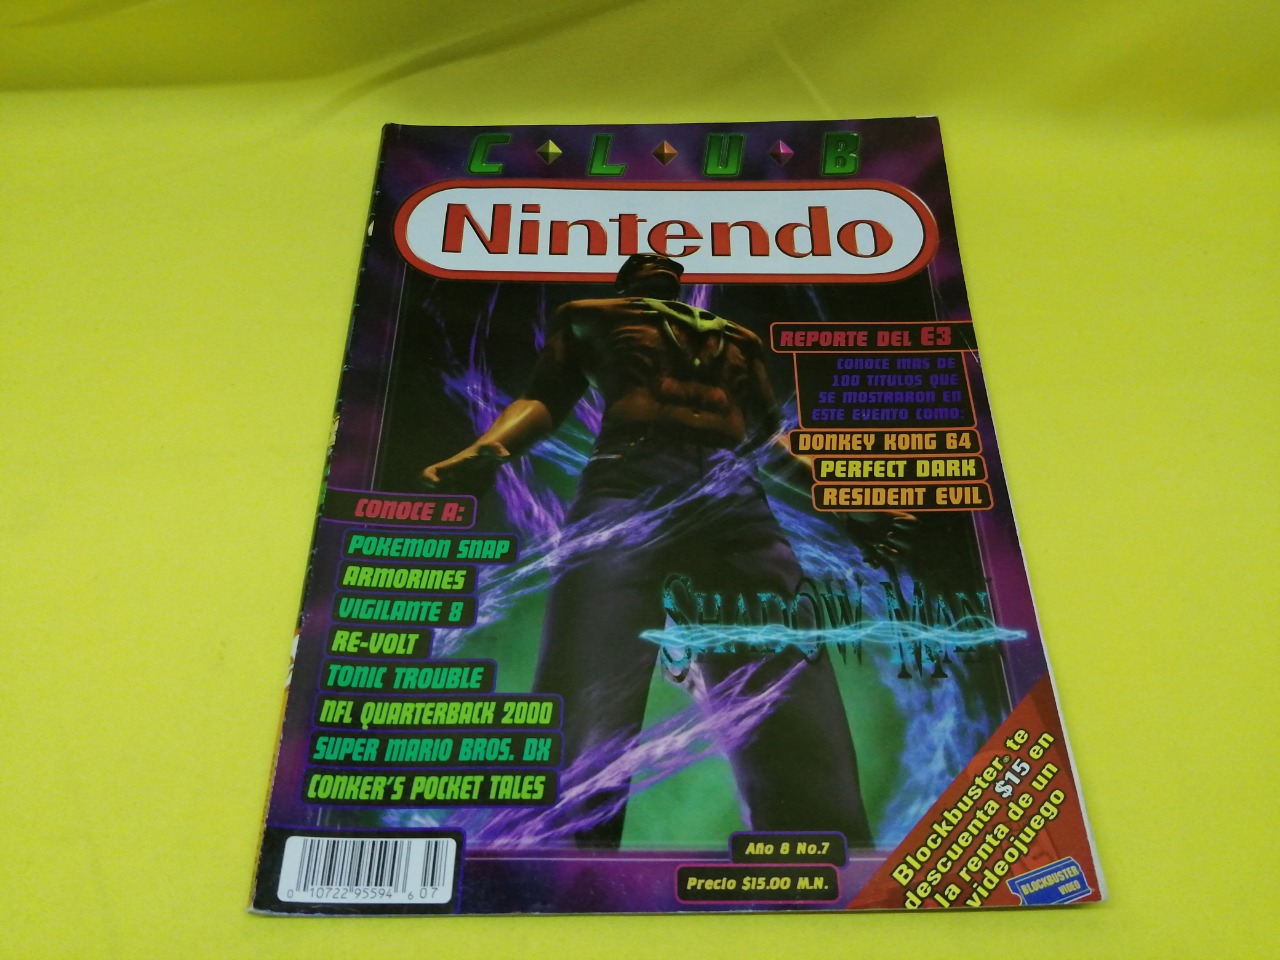 C L U B
Nintendo
REPORTE DEL E3
CONOCE MAS DE
100 TITULOS QUE
SE MOSTRARON EN
ESTE EVENTO COMO:
DONKEY KONG 64
PERFECT DARK
RESIDENT EVIL
CONOCE A:
POKEMON SNAP
ARMORINES
VIGILANTE 8
RE-VOLT
TONIC TROUBLE
NFL QUARTERBACK 2000
SUPER MARIO BROS. DX
CONKER'S POCKET TALES
SHADOW MAN
Año 8 No.7
Precio $15.00 M.N.
Blockbuster® te
descuenta $15 en
la renta de un
videojuego
BLOCKBUSTER
VIDEO
0 10722 95594 6 07